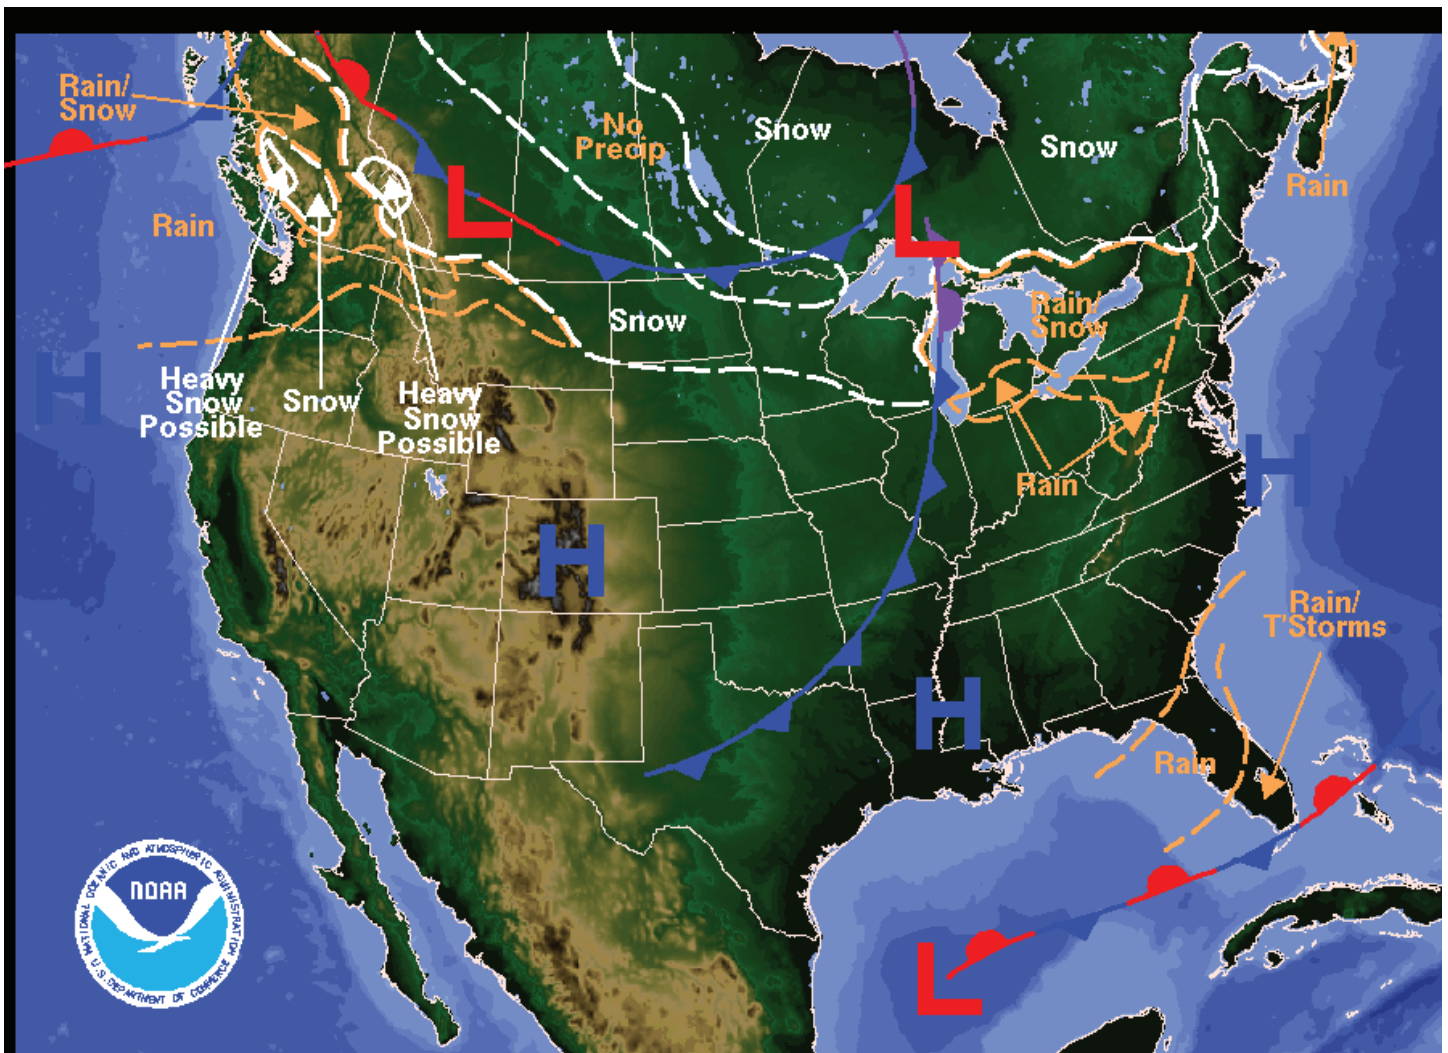 Rain/
Snow
No
Precip
Snow
Snow
Rain
Rain
L
L
Rain/
Snow
Snow
H
Heavy
Snow
Possible
Snow
Heavy
Snow
Possible
H
Rain
H
Rain/
T'Storms
H
Rain
L
NOAA
NATIONAL OCEANIC AND ATMOSPHERIC ADMINISTRATION
U.S. DEPARTMENT OF COMMERCE